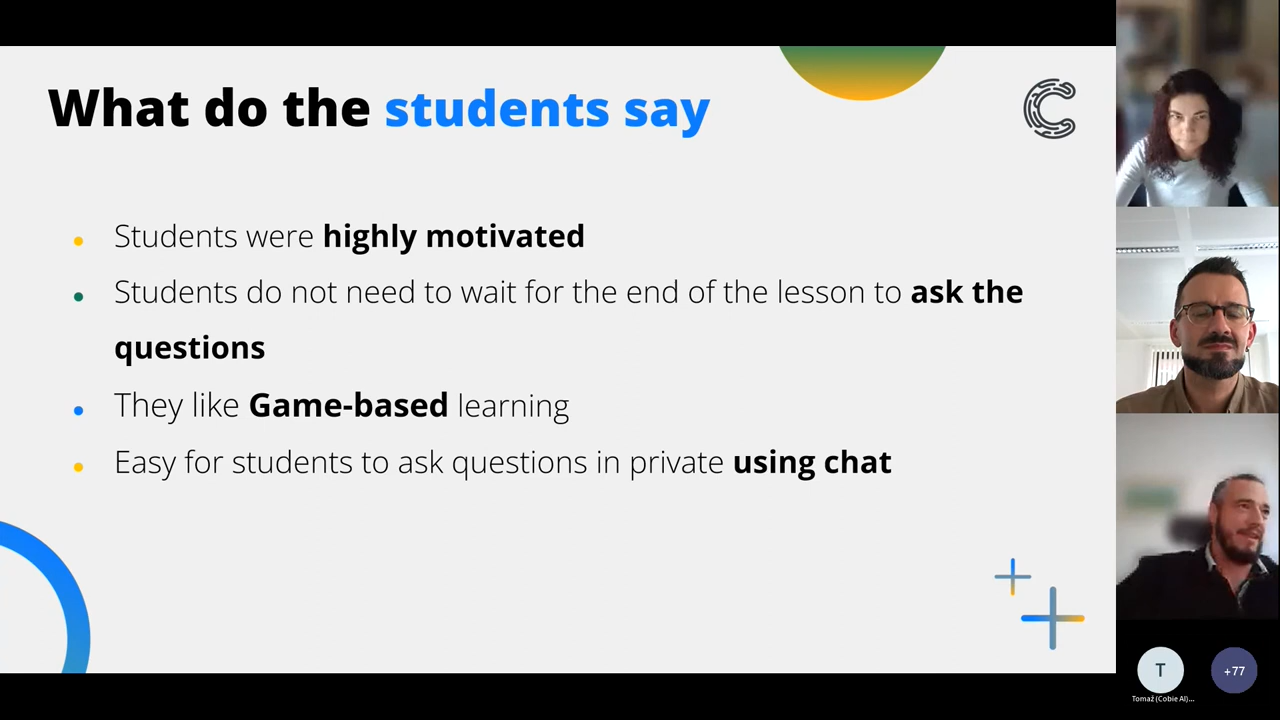 What do the students say
Students were highly motivated
Students do not need to wait for the end of the lesson to ask the
questions
They like Game-based learning
Easy for students to ask questions in private using chat
T
+77
Tomaž (Cobie AI)...